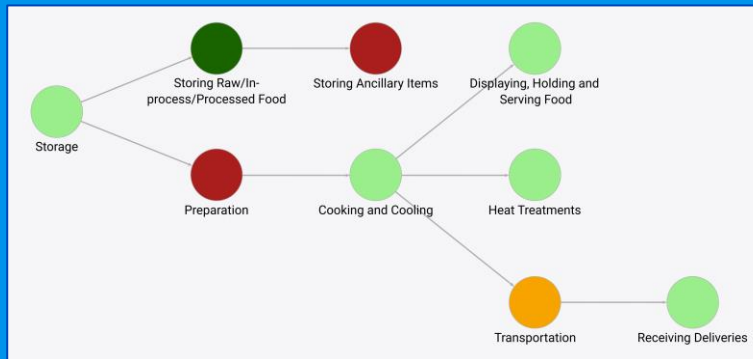 Storing Raw/In-
process/Processed Food
Storing Ancillary Items
Displaying, Holding and
Serving Food
Storage
Preparation
Cooking and Cooling
Heat Treatments
Transportation
Receiving Deliveries